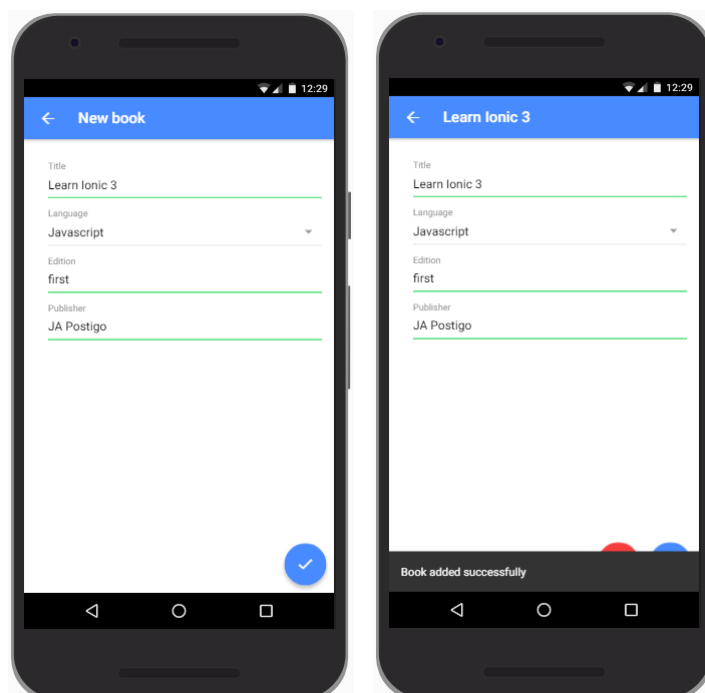 12:29
New book
Title
Learn Ionic 3
Language
Javascript
Edition
first
Publisher
JA Postigo
12:29
Learn Ionic 3
Title
Learn Ionic 3
Language
Javascript
Edition
first
Publisher
JA Postigo
Book added successfully